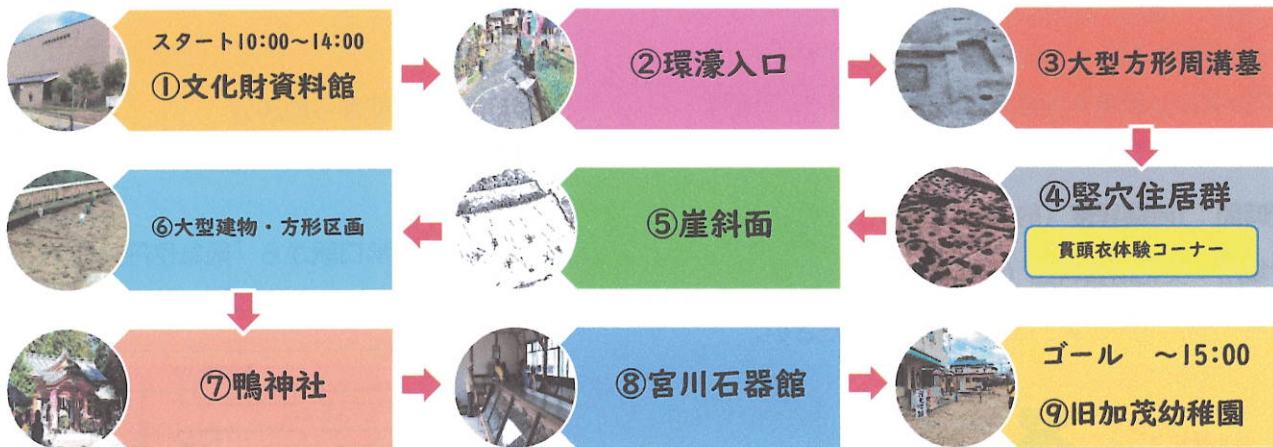 スタート10:00~14:00
①文化財資料館
②環濠入口
③大型方形周溝墓
④竪穴住居群
貫頭衣体験コーナー
⑤崖斜面
⑥大型建物・方形区画
⑦鴨神社
⑧宮川石器館
ゴール ~15:00
⑨旧加茂幼稚園